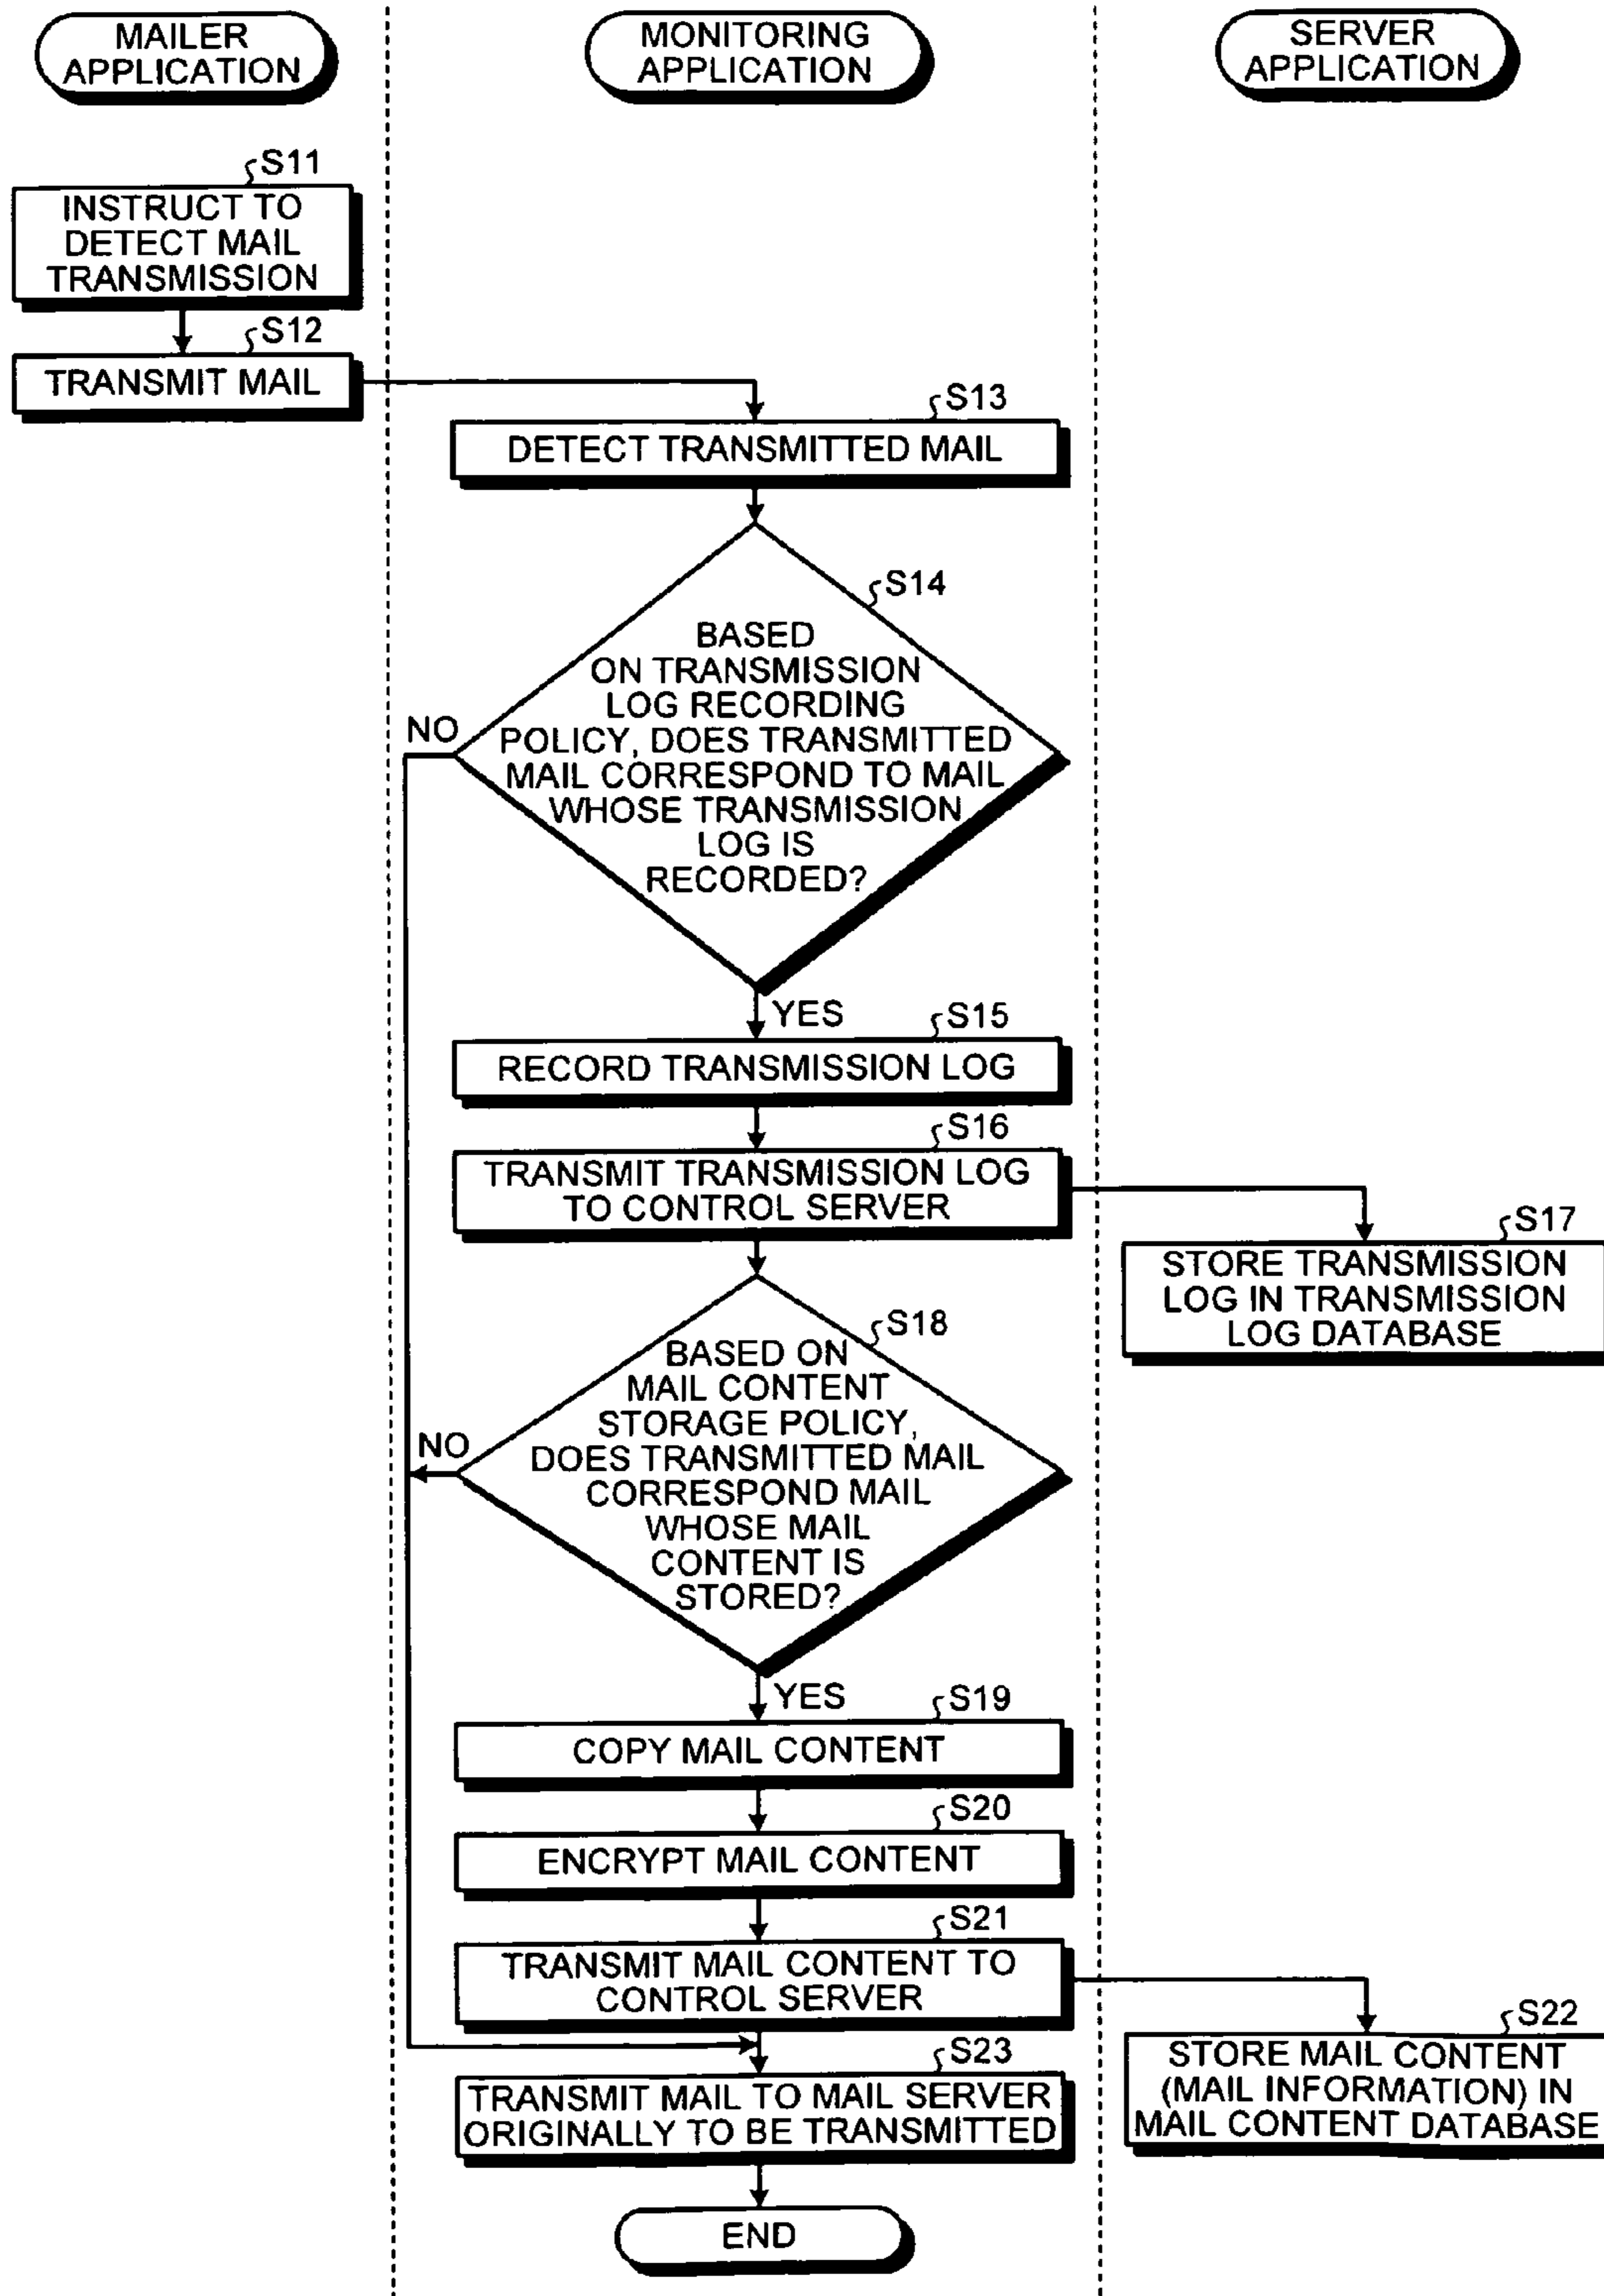 MAILER
APPLICATION
MONITORING
APPLICATION
SERVER
APPLICATION
S11
INSTRUCT TO
DETECT MAIL
TRANSMISSION
S12
TRANSMIT MAIL
S13
DETECT TRANSMITTED MAIL
S14
BASED
ON TRANSMISSION
LOG RECORDING
POLICY, DOES TRANSMITTED
MAIL CORRESPOND TO MAIL
WHOSE TRANSMISSION
LOG IS
RECORDED?
NO
YES
S15
RECORD TRANSMISSION LOG
S16
TRANSMIT TRANSMISSION LOG
TO CONTROL SERVER
S17
STORE TRANSMISSION
LOG IN TRANSMISSION
LOG DATABASE
S18
BASED ON
MAIL CONTENT
STORAGE POLICY,
DOES TRANSMITTED MAIL
CORRESPOND MAIL
WHOSE MAIL
CONTENT IS
STORED?
NO
YES
S19
COPY MAIL CONTENT
S20
ENCRYPT MAIL CONTENT
S21
TRANSMIT MAIL CONTENT TO
CONTROL SERVER
S22
STORE MAIL CONTENT
(MAIL INFORMATION) IN
MAIL CONTENT DATABASE
S23
TRANSMIT MAIL TO MAIL SERVER
ORIGINALLY TO BE TRANSMITTED
END